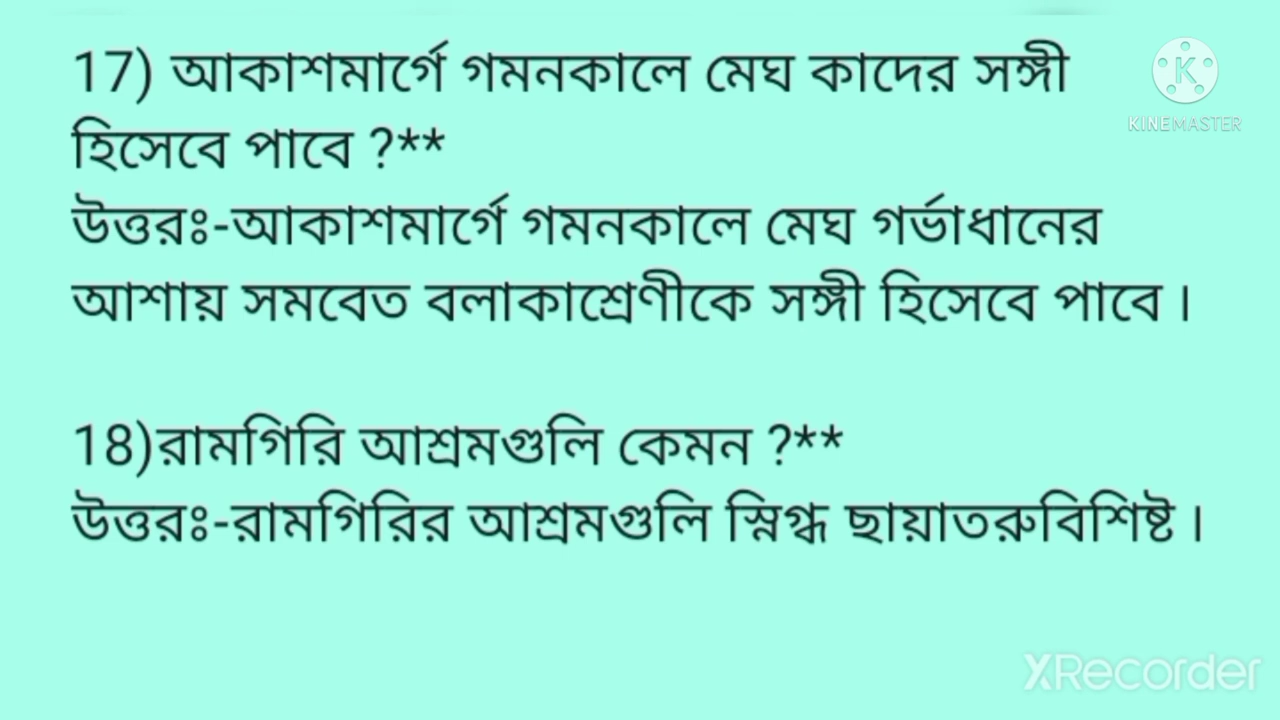 17) আকাশমার্গে গমনকালে মেঘ কাদের সঙ্গী
হিসেবে পাবে ?**
উত্তরঃ-আকাশমার্গে গমনকালে মেঘ গর্ভাধানের
আশায় সমবেত বলাকাশ্রেণীকে সঙ্গী হিসেবে পাবে ।
18)রামগিরি আশ্রমগুলি কেমন ?**
উত্তরঃ-রামগিরির আশ্রমগুলি স্নিগ্ধ ছায়াতরুবিশিষ্ট ।
K
KINEMASTER
XRecorder